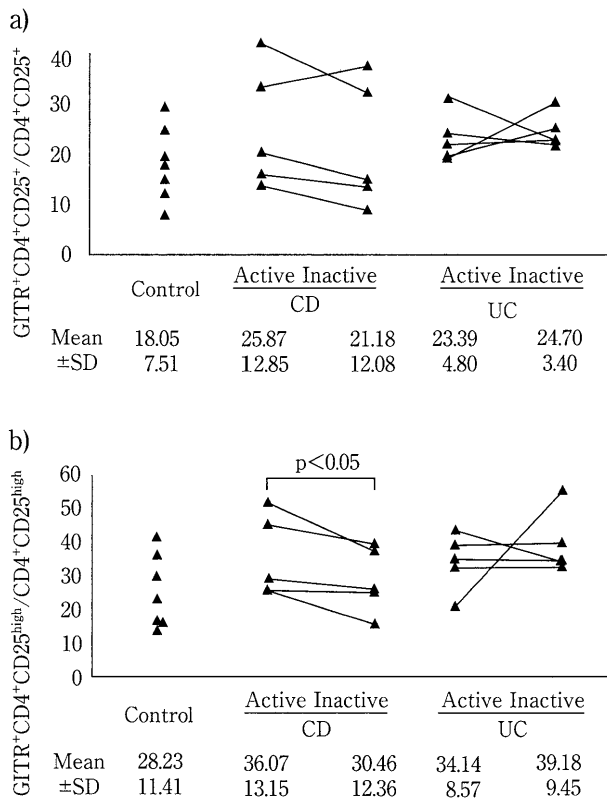 a)
GITR+CD4+CD25+/CD4+CD25+
40
30
20
10
0
Control
Active Inactive
CD
Active Inactive
UC
Mean 18.05 25.87 21.18 23.39 24.70
±SD 7.51 12.85 12.08 4.80 3.40
b)
GITR+CD4+CD25high/CD4+CD25high
60
50
40
30
20
10
0
p<0.05
Control
Active Inactive
CD
Active Inactive
UC
Mean 28.23 36.07 30.46 34.14 39.18
±SD 11.41 13.15 12.36 8.57 9.45